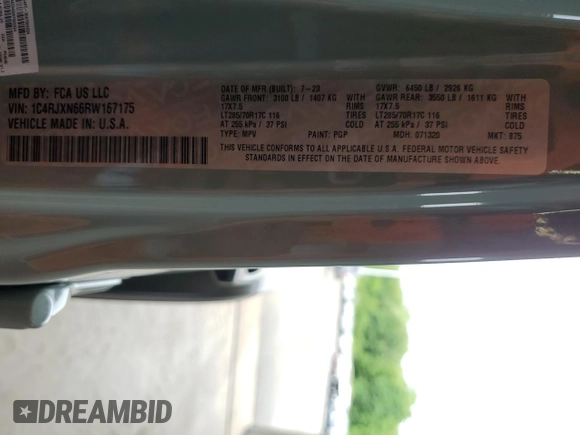 MFD BY: FCA US LLC
VIN: 1C4RJXN66RW167175
VEHICLE MADE IN: U.S.A.
DATE OF MFR (BUILT): 7-23
GAWR FRONT: 3100 LB / 1407 KG
17X7.5
LT285/70R17C 116
AT 255 kPa / 37 PSI
RIMS
TIRES
COLD
TYPE: MPV PAINT: PGP
GVWR: 6450 LB / 2926 KG
GAWR REAR: 3550 LB / 1611 KG
17X7.5
LT285/70R17C 116
AT 255 kPa / 37 PSI
RIMS
TIRES
COLD
MDH: 071320 MKT: 875
THIS VEHICLE CONFORMS TO ALL APPLICABLE U.S.A. FEDERAL MOTOR VEHICLE SAFETY
STANDARDS IN EFFECT ON THE DATE OF MANUFACTURE SHOWN ABOVE.
DREAMBID